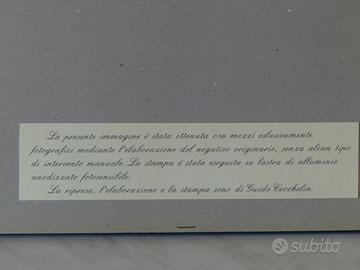 La presente immagine é stata ottenuta con mezzi eslusivamente
fotografici mediante l'elaborazione del negativo originario, senza alcun tipo
di intervento manuale. La stampa é stata eseguita su lastra di alluminio
anodizzato fotosensibile.
La ripresa, l'elaborazione e la stampa sono di Guido Cecchelin.
subito